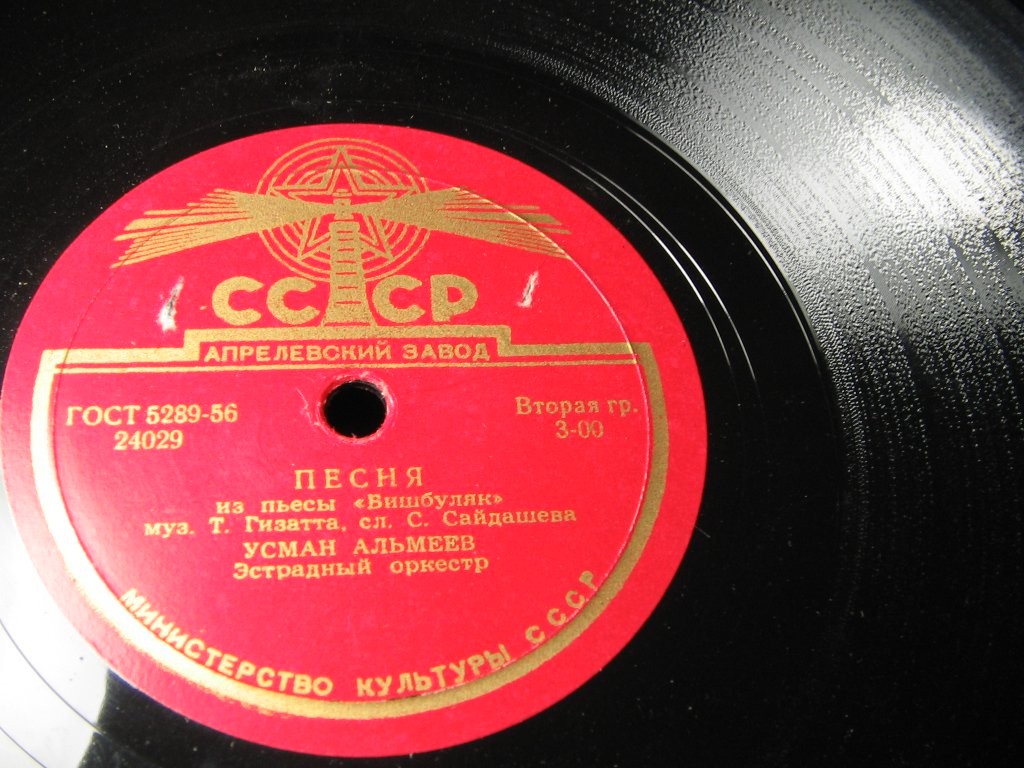 СССР
АПРЕЛЕВСКИЙ ЗАВОД
ГОСТ 5289-56
24029
Вторая гр.
3-00
ПЕСНЯ
из пьесы «Бишбуляк»
муз. Т. Гизатта, сл. С. Сайдашева
УСМАН АЛЬМЕЕВ
Эстрадный оркестр
МИНИСТЕРСТВО КУЛЬТУРЫ СССР